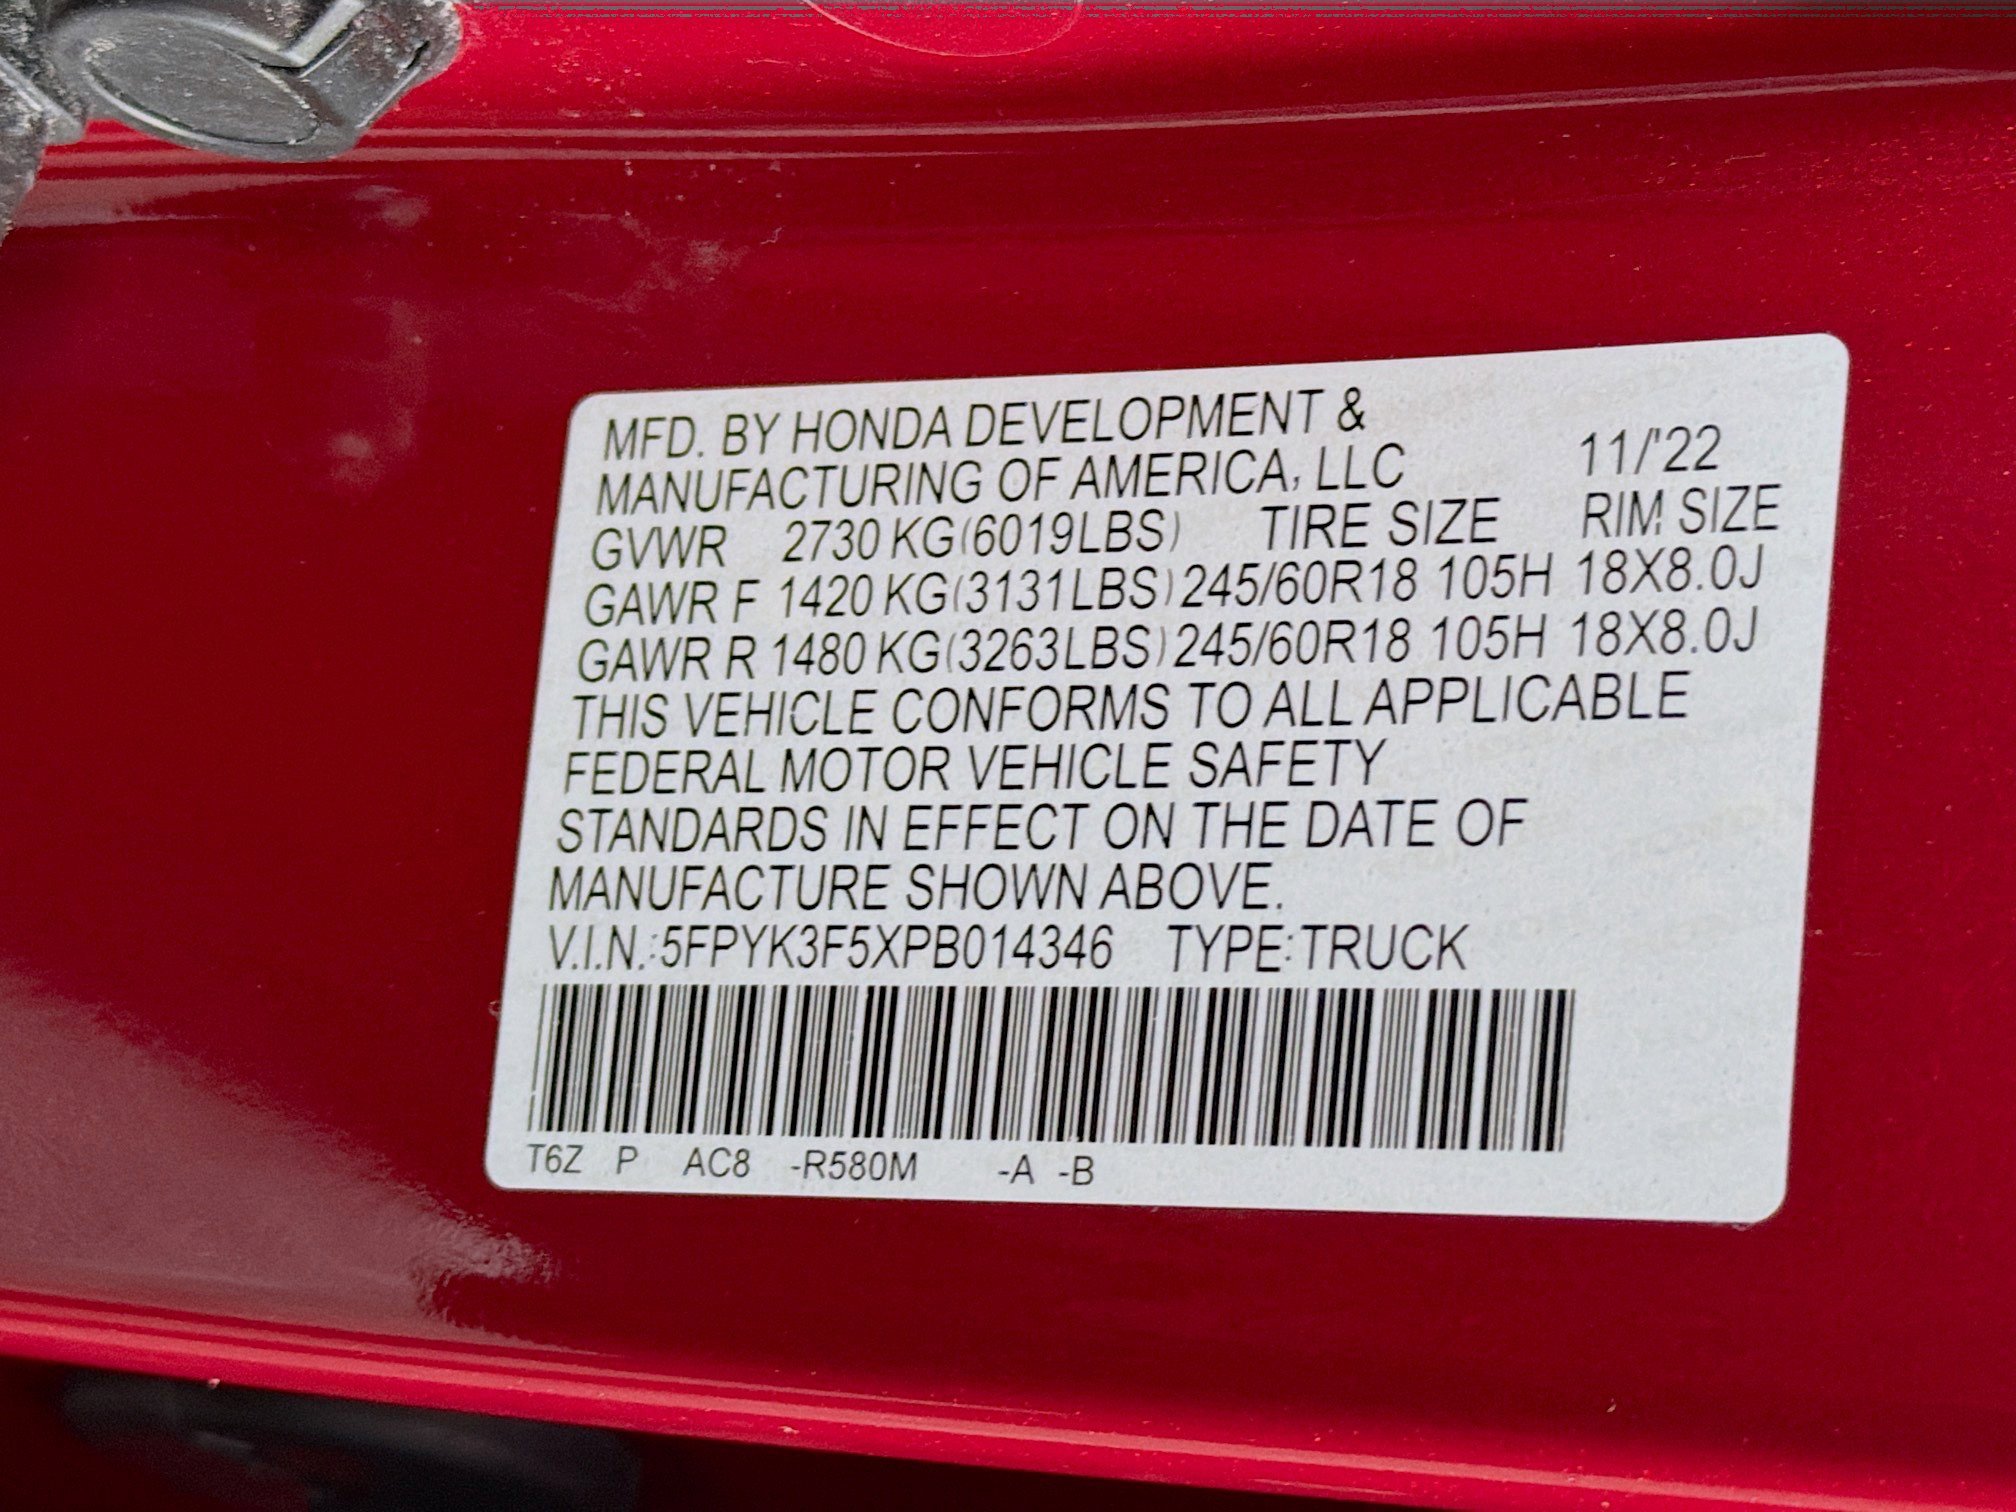 MFD. BY HONDA DEVELOPMENT &
MANUFACTURING OF AMERICA, LLC 11/'22
GVWR 2730 KG(6019LBS) TIRE SIZE RIM SIZE
GAWR F 1420 KG(3131LBS) 245/60R18 105H 18X8.0J
GAWR R 1480 KG(3263LBS) 245/60R18 105H 18X8.0J
THIS VEHICLE CONFORMS TO ALL APPLICABLE
FEDERAL MOTOR VEHICLE SAFETY
STANDARDS IN EFFECT ON THE DATE OF
MANUFACTURE SHOWN ABOVE.
V.I.N.:5FPYK3F5XPB014346 TYPE:TRUCK
T6Z P AC8 -R580M -A -B